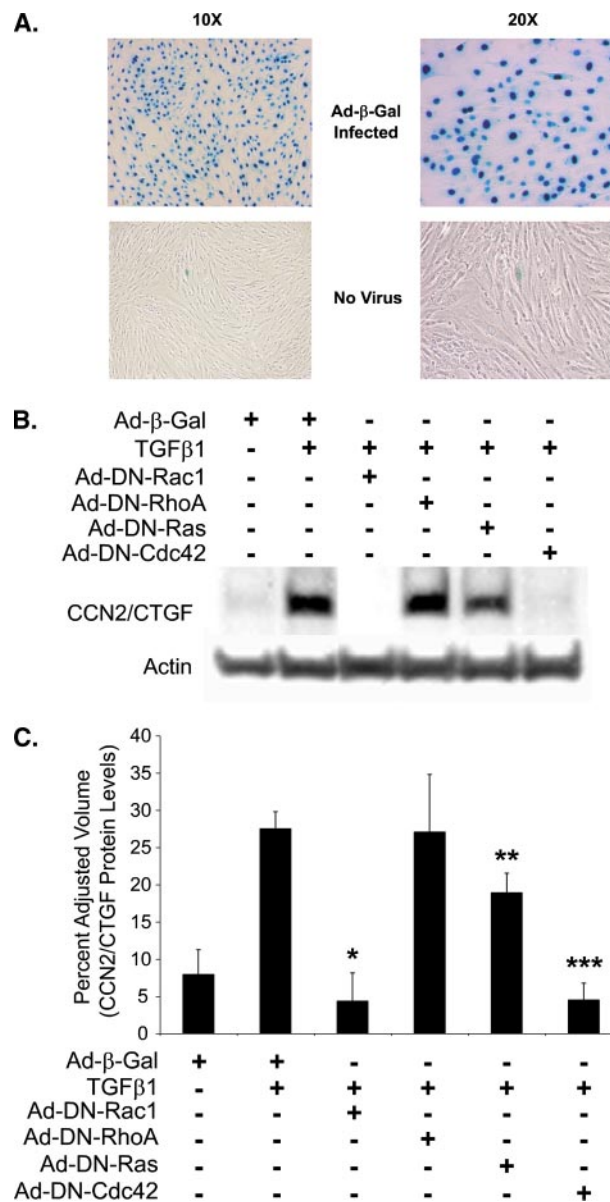 A.
10X
20X
Ad-β-Gal
Infected
No Virus
B.
Ad-β-Gal + + - - - -
TGFβ1 - + + + + +
Ad-DN-Rac1 - - + - - -
Ad-DN-RhoA - - - + - -
Ad-DN-Ras - - - - + -
Ad-DN-Cdc42 - - - - - +
CCN2/CTGF
Actin
C.
Percent Adjusted Volume
(CCN2/CTGF Protein Levels)
40
35
30
25
20
15
10
5
0
*
**
***
Ad-β-Gal + + - - - -
TGFβ1 - + + + + +
Ad-DN-Rac1 - - + - - -
Ad-DN-RhoA - - - + - -
Ad-DN-Ras - - - - + -
Ad-DN-Cdc42 - - - - - +